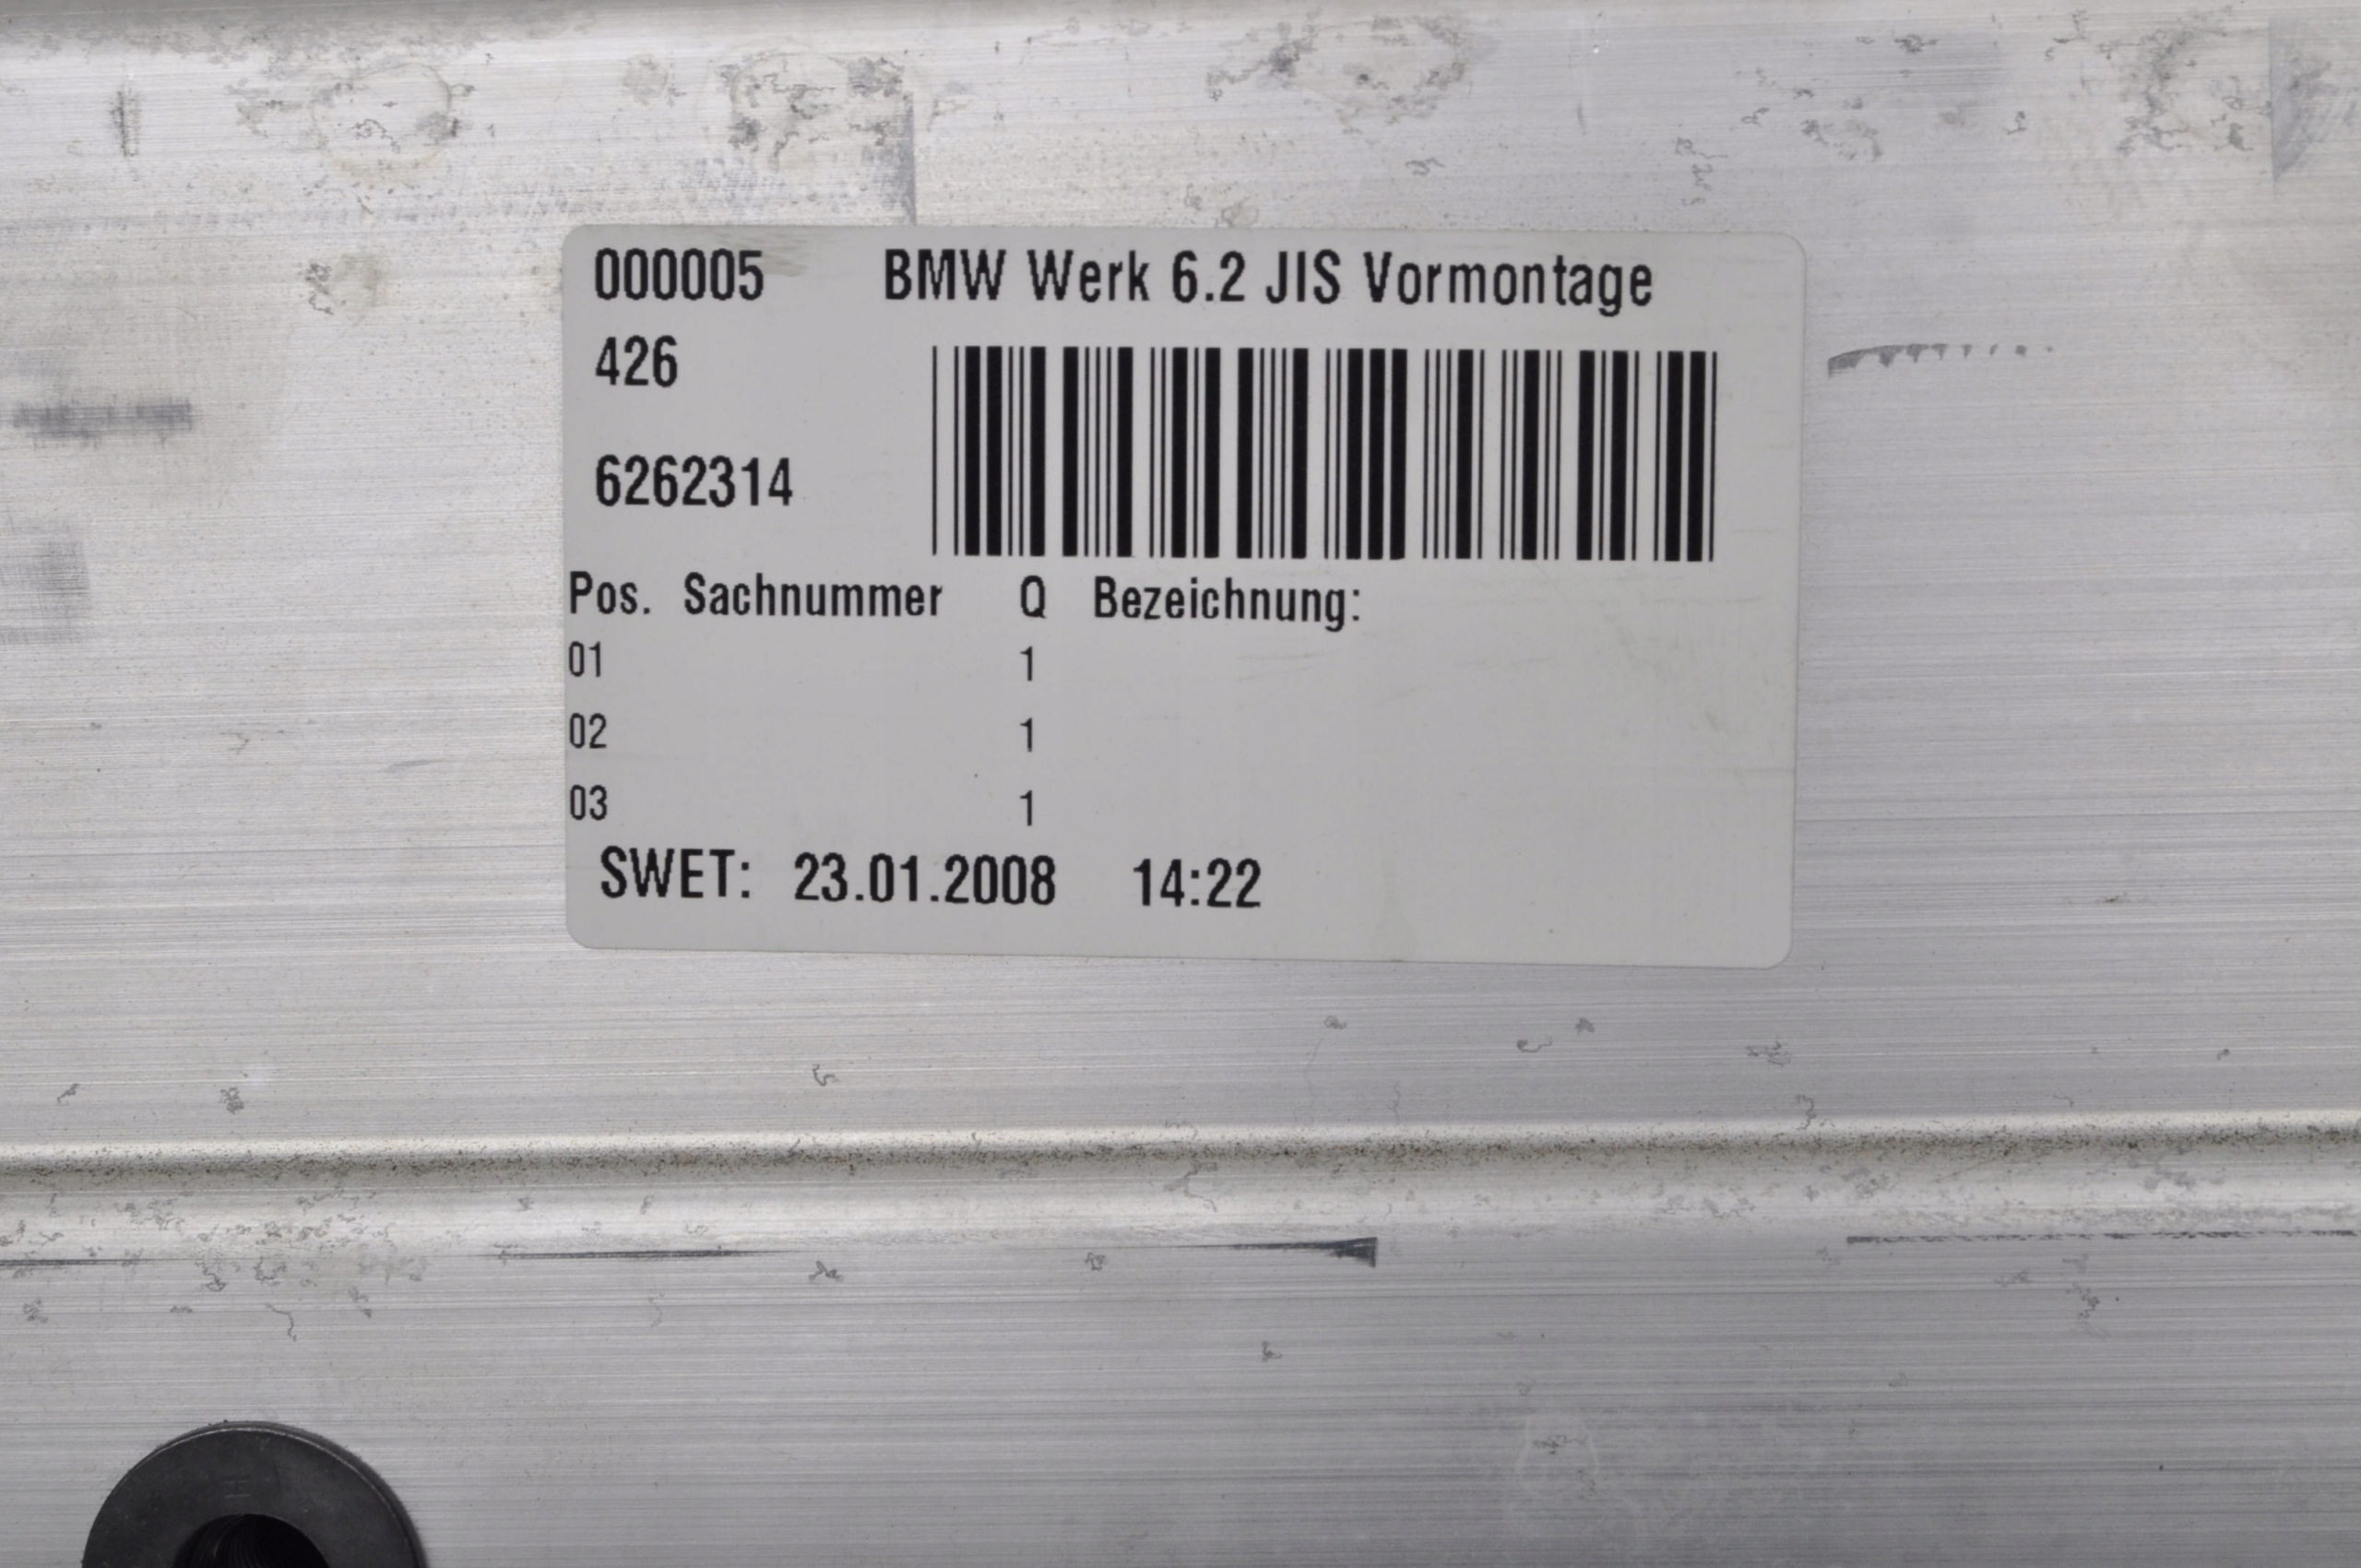 000005 BMW Werk 6.2 JIS Vormontage
426
6262314
Pos. Sachnummer Q Bezeichnung:
01 1
02 1
03 1
SWET: 23.01.2008 14:22